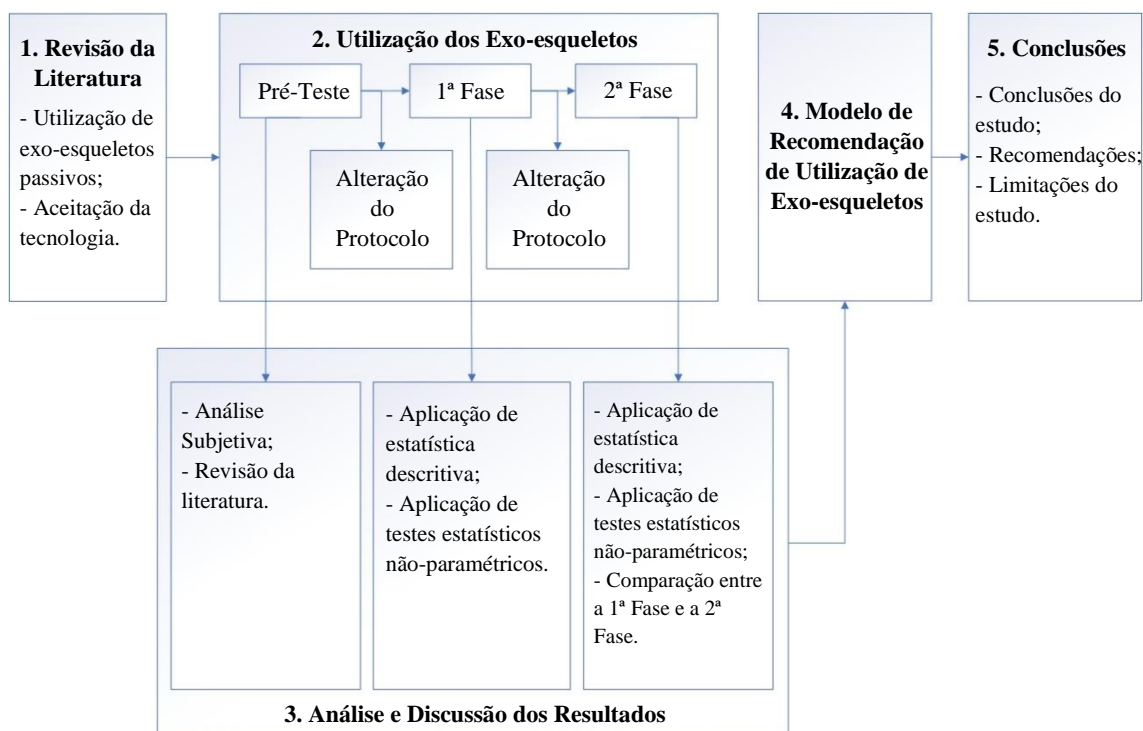 1. Revisão da
Literatura
- Utilização de
exo-esqueletos
passivos;
- Aceitação da
tecnologia.
2. Utilização dos Exo-esqueletos
Pré-Teste
1ª Fase
2ª Fase
Alteração
do
Protocolo
Alteração
do
Protocolo
4. Modelo de
Recomendação
de Utilização de
Exo-esqueletos
5. Conclusões
- Conclusões do
estudo;
- Recomendações;
- Limitações do
estudo.
- Análise
Subjetiva;
- Revisão da
literatura.
- Aplicação de
estatística
descritiva;
- Aplicação de
testes estatísticos
não-paramétricos.
- Aplicação de
estatística
descritiva;
- Aplicação de
testes estatísticos
não-paramétricos;
- Comparação entre
a 1ª Fase e a 2ª
Fase.
3. Análise e Discussão dos Resultados